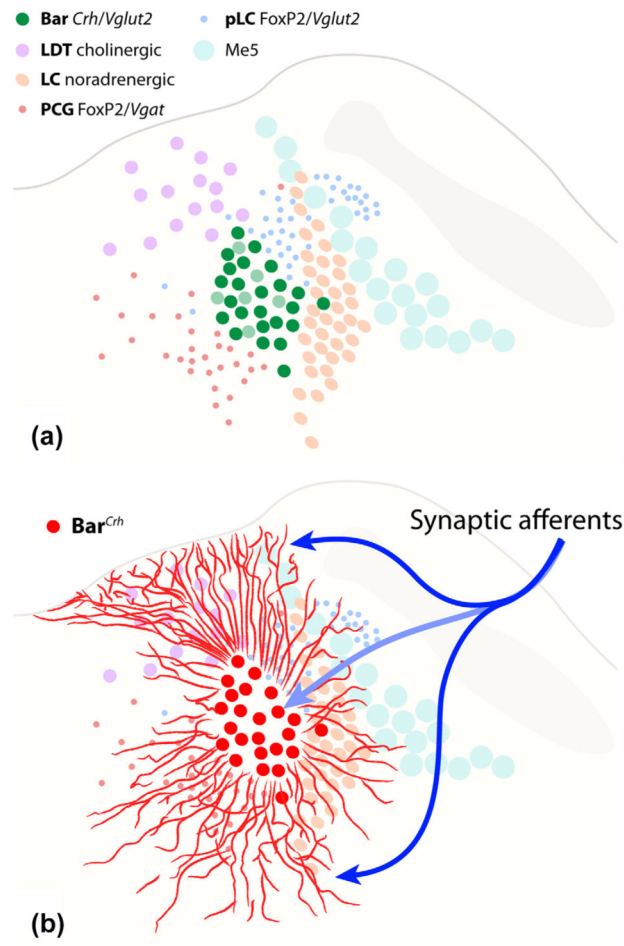 Bar Crh/Vglut2
pLC FoxP2/Vglut2
LDT cholinergic
Me5
LC noradrenergic
PCG FoxP2/Vgat
(a)
BarCrh
Synaptic afferents
(b)